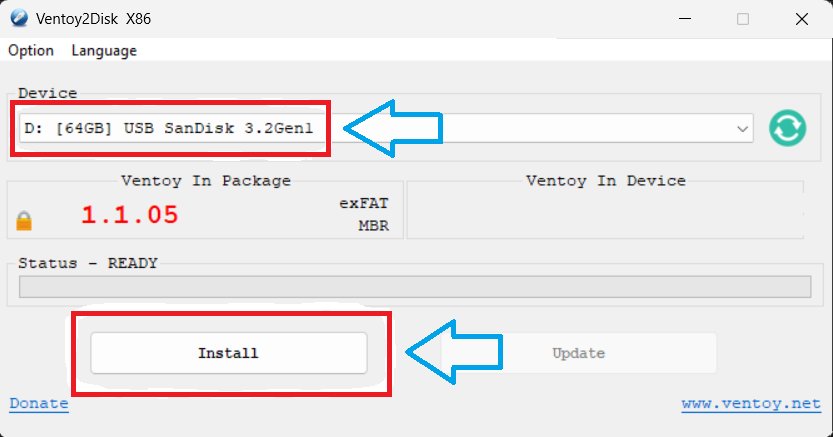 Ventoy2Disk X86
Option Language
Device
D: [64GB] USB SanDisk 3.2Gen1
Ventoy In Package
Ventoy In Device
1.1.05
exFAT
MBR
Status - READY
Install
Update
Donate
www.ventoy.net